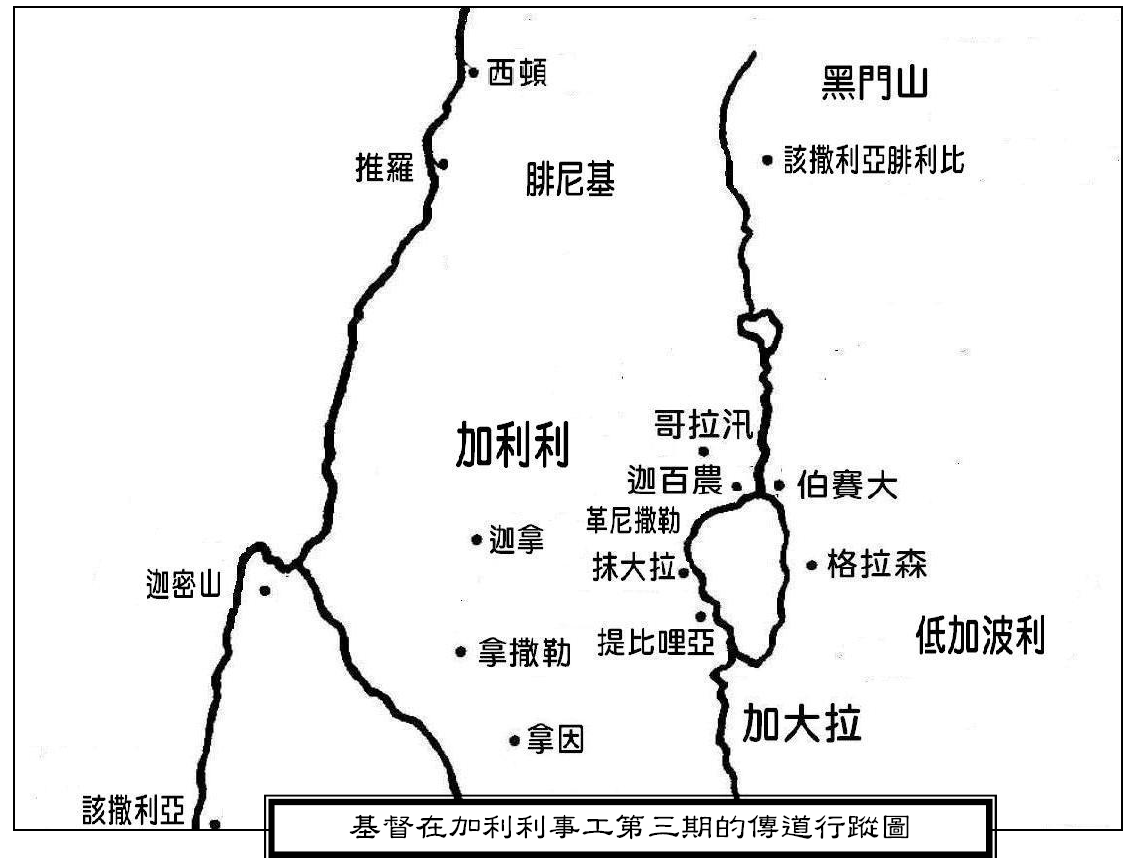 西頓
黑門山
推羅
腓尼基
該撒利亞腓利比
哥拉汛
加利利
迦百農
伯賽大
革尼撒勒
迦拿
抹大拉
格拉森
迦密山
提比哩亞
低加波利
拿撒勒
加大拉
拿因
該撒利亞
基督在加利利事工第三期的傳道行蹤圖